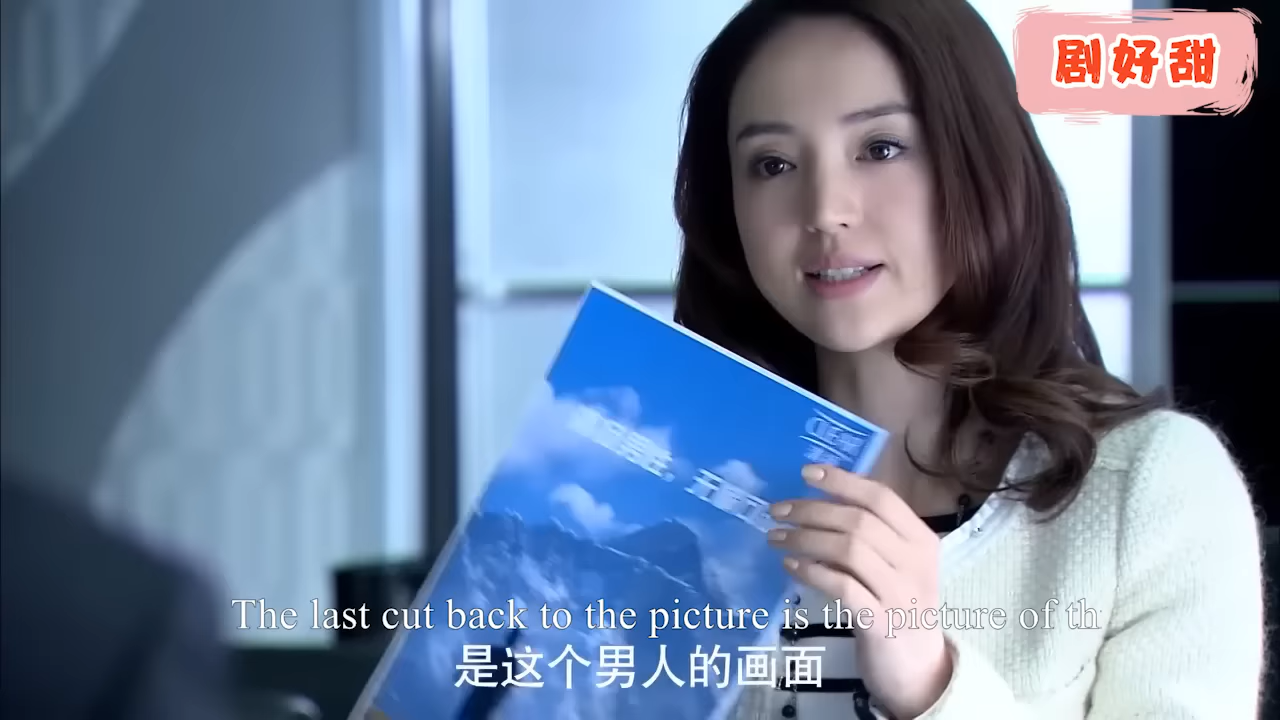 剧好甜
The last cut back to the picture is the picture of th
是这个男人的画面